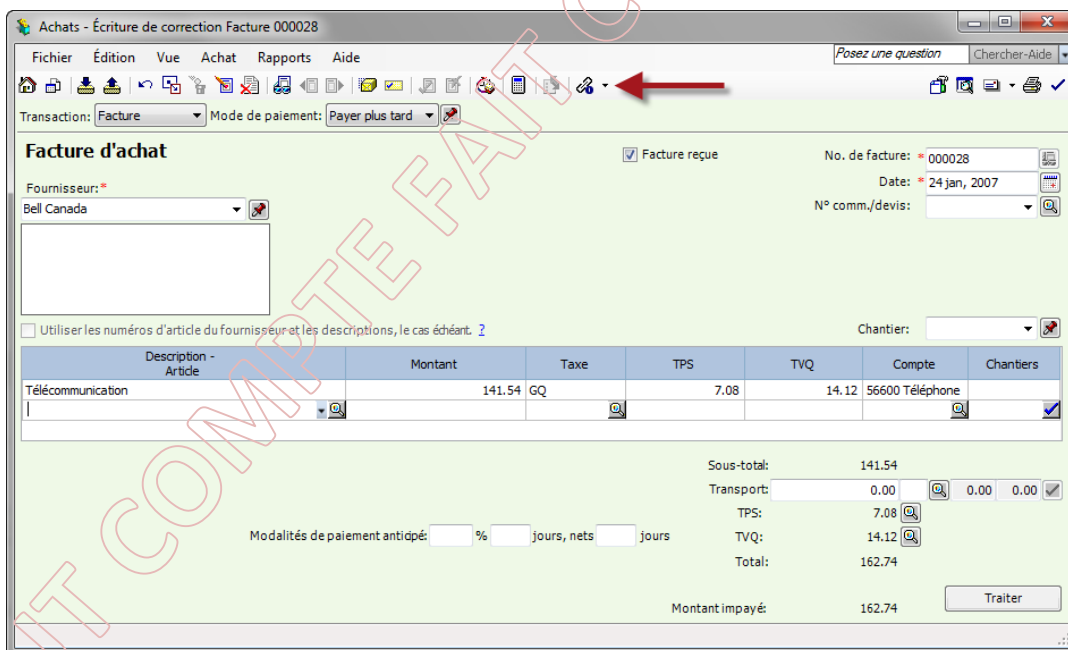 Achats - Écriture de correction Facture 000028
Fichier Édition Vue Achat Rapports Aide
Posez une question Chercher-Aide
Transaction: Facture Mode de paiement: Payer plus tard
Facture d'achat
Facture reçue
No. de facture: * 000028
Fournisseur:*
Date: * 24 jan, 2007
Bell Canada
N° comm./devis:
Utiliser les numéros d'article du fournisseur et les descriptions, le cas échéant. ?
Chantier:
Description - Article Montant Taxe TPS TVQ Compte Chantiers
Télécommunication 141.54 GQ 7.08 14.12 56600 Téléphone
Sous-total: 141.54
Transport: 0.00 0.00 0.00
TPS: 7.08
Modalités de paiement anticipé: % jours, nets jours
TVQ: 14.12
Total: 162.74
Traiter
Montant impayé: 162.74
IT COMPTE FAIT C